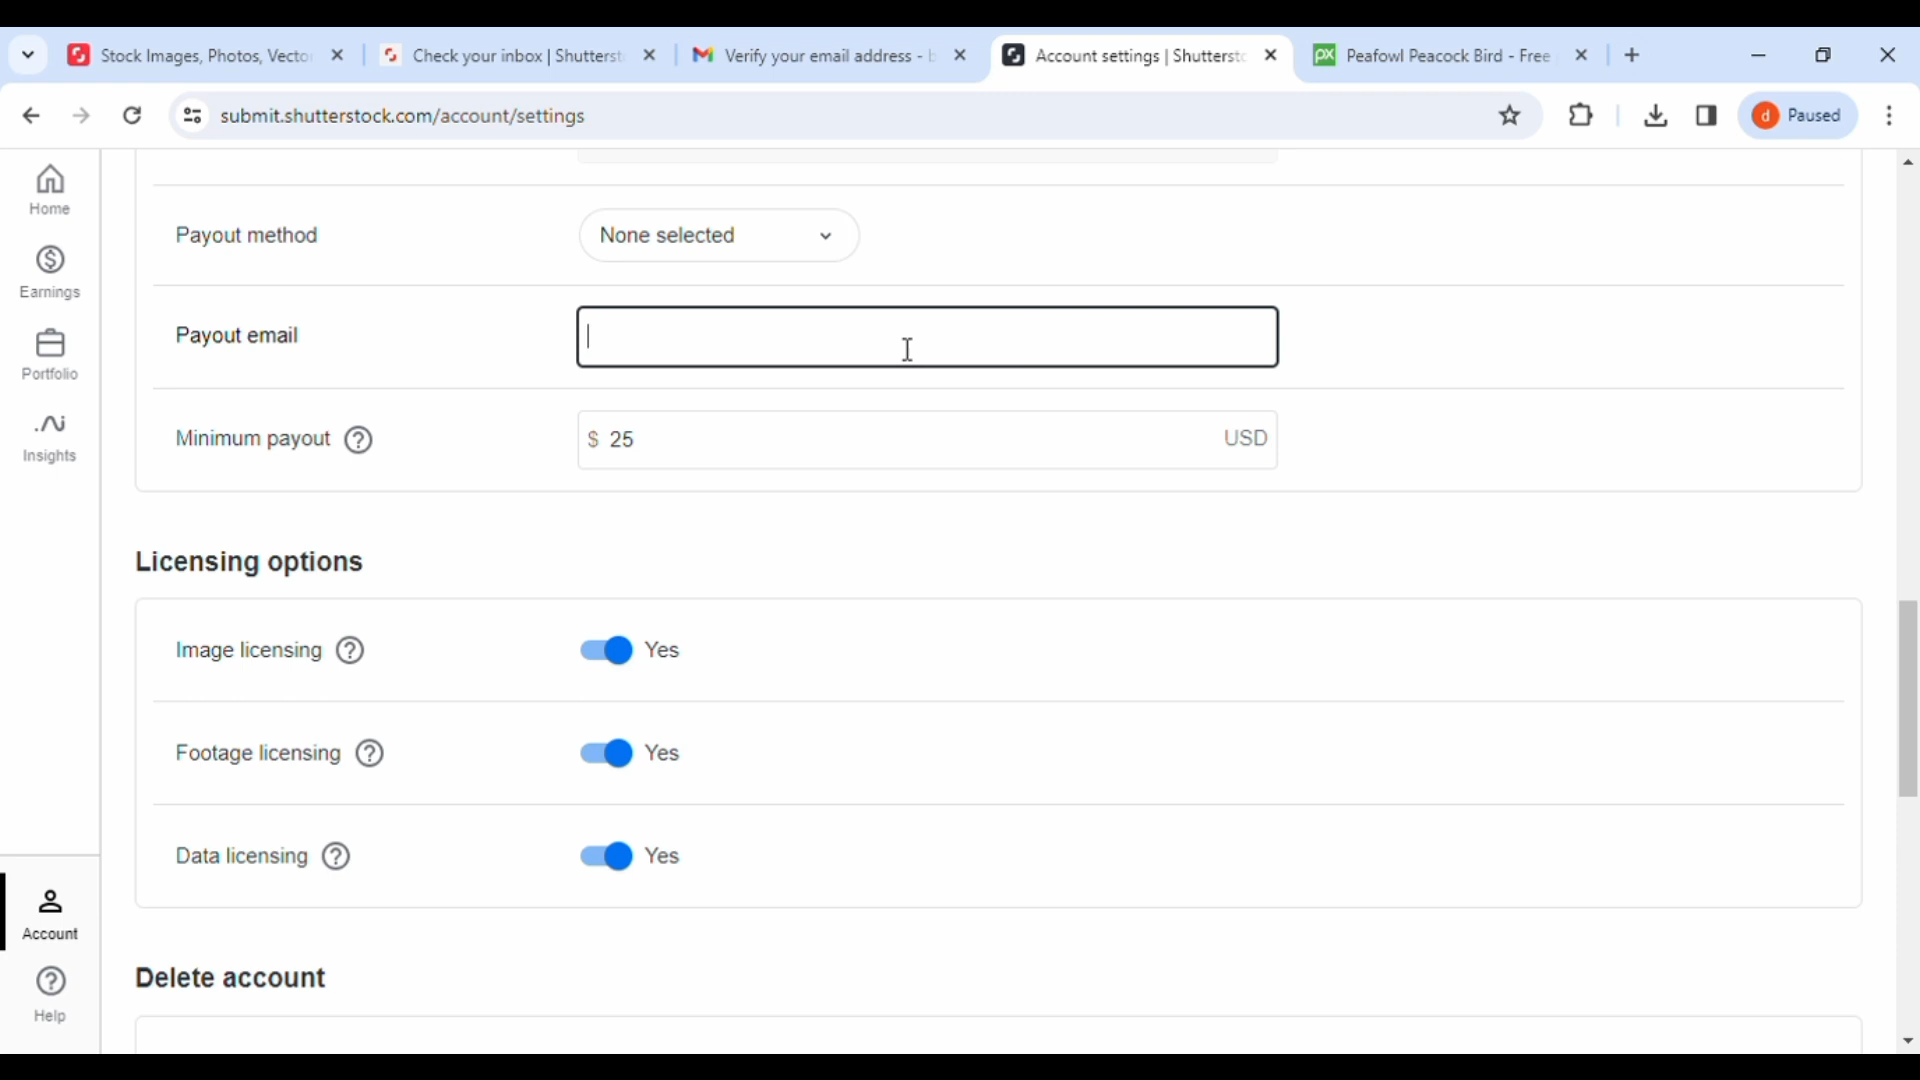 Stock Images, Photos, Vecto
Check your inbox | Shutterst
Verify your email address - b
Account settings | Shuttersto
Peafowl Peacock Bird - Free
submit.shutterstock.com/account/settings
d Paused
Home
Earnings
Portfolio
Insights
Account
Help
Payout method
None selected
Payout email
Minimum payout ?
$ 25 USD
Licensing options
Image licensing ? Yes
Footage licensing ? Yes
Data licensing ? Yes
Delete account